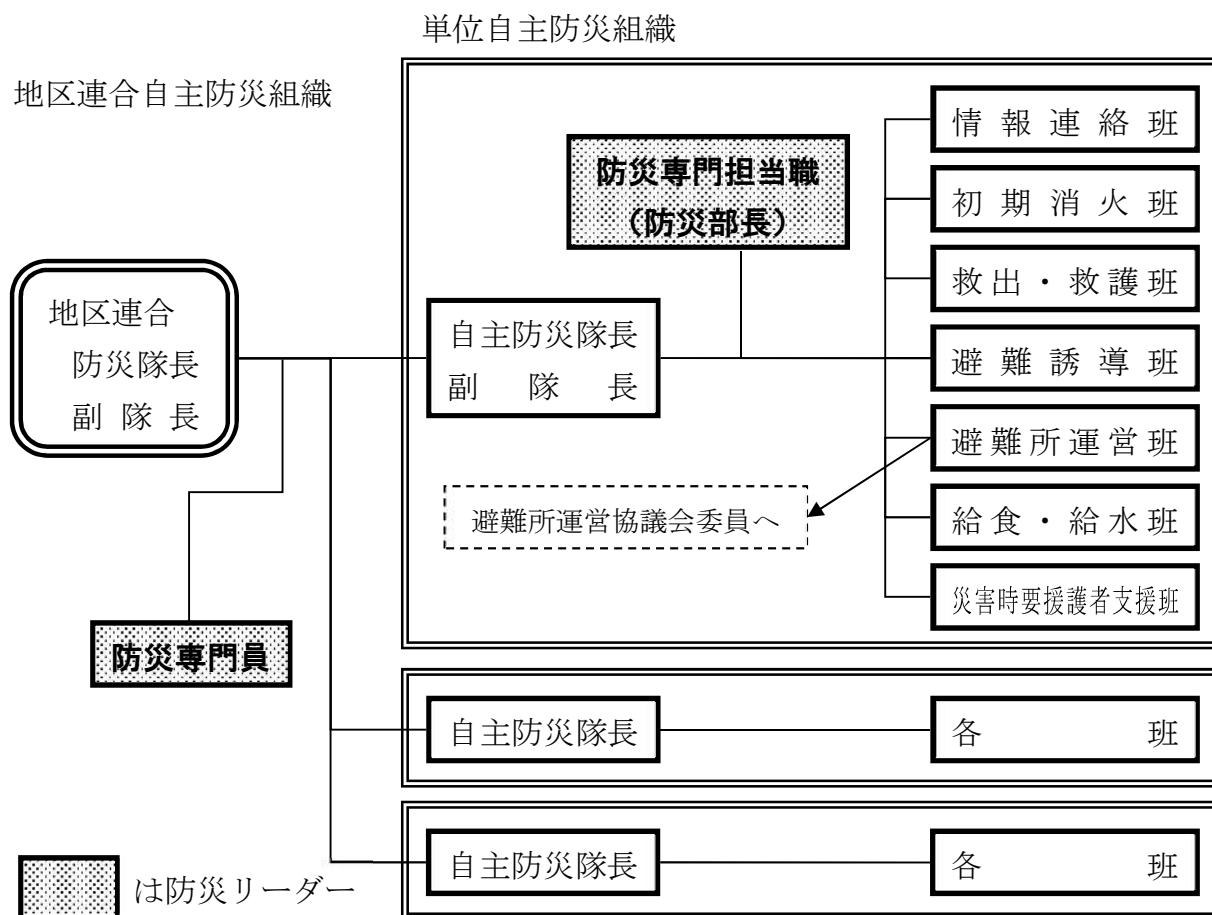 単位自主防災組織
地区連合自主防災組織
情報連絡班
防災専門担当職
(防災部長)
初期消火班
救出・救護班
地区連合
防災隊長
副隊長
自主防災隊長
副隊長
避難誘導班
避難所運営班
避難所運営協議会委員へ
給食・給水班
災害時要援護者支援班
防災専門員
自主防災隊長
各班
自主防災隊長
各班
は防災リーダー